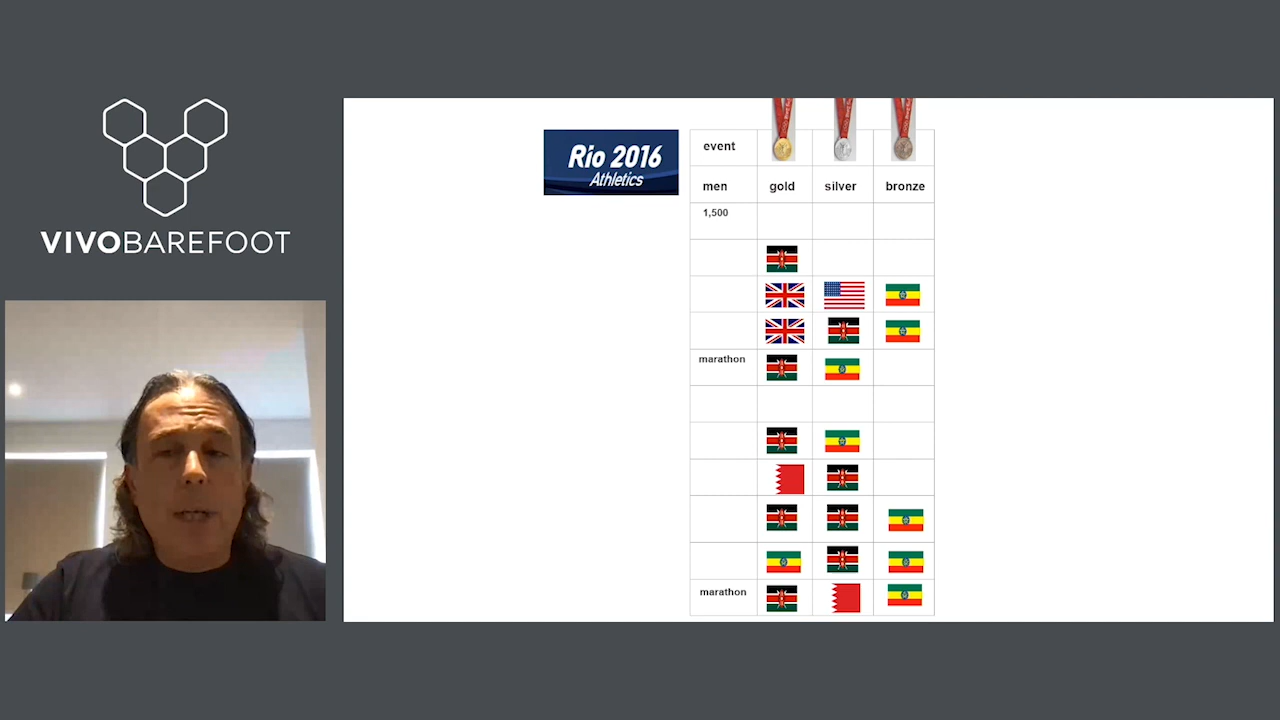 VIVOBAREFOOT
Rio 2016
Athletics
event
men gold silver bronze
1,500
marathon
marathon